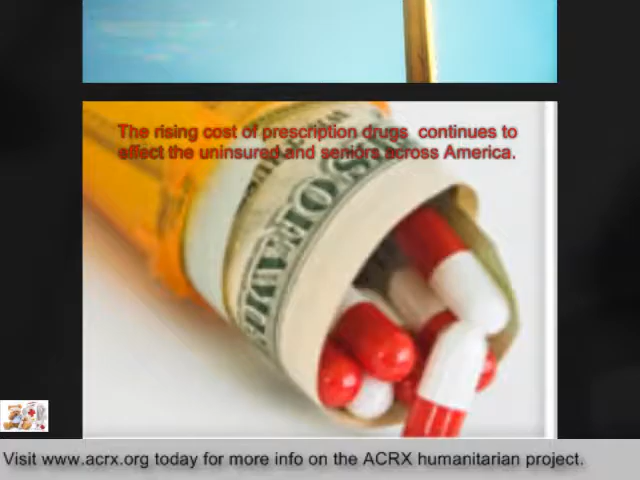 The rising cost of prescription drugs continues to
effect the uninsured and seniors across America.
Visit www.acrx.org today for more info on the ACRX humanitarian project.